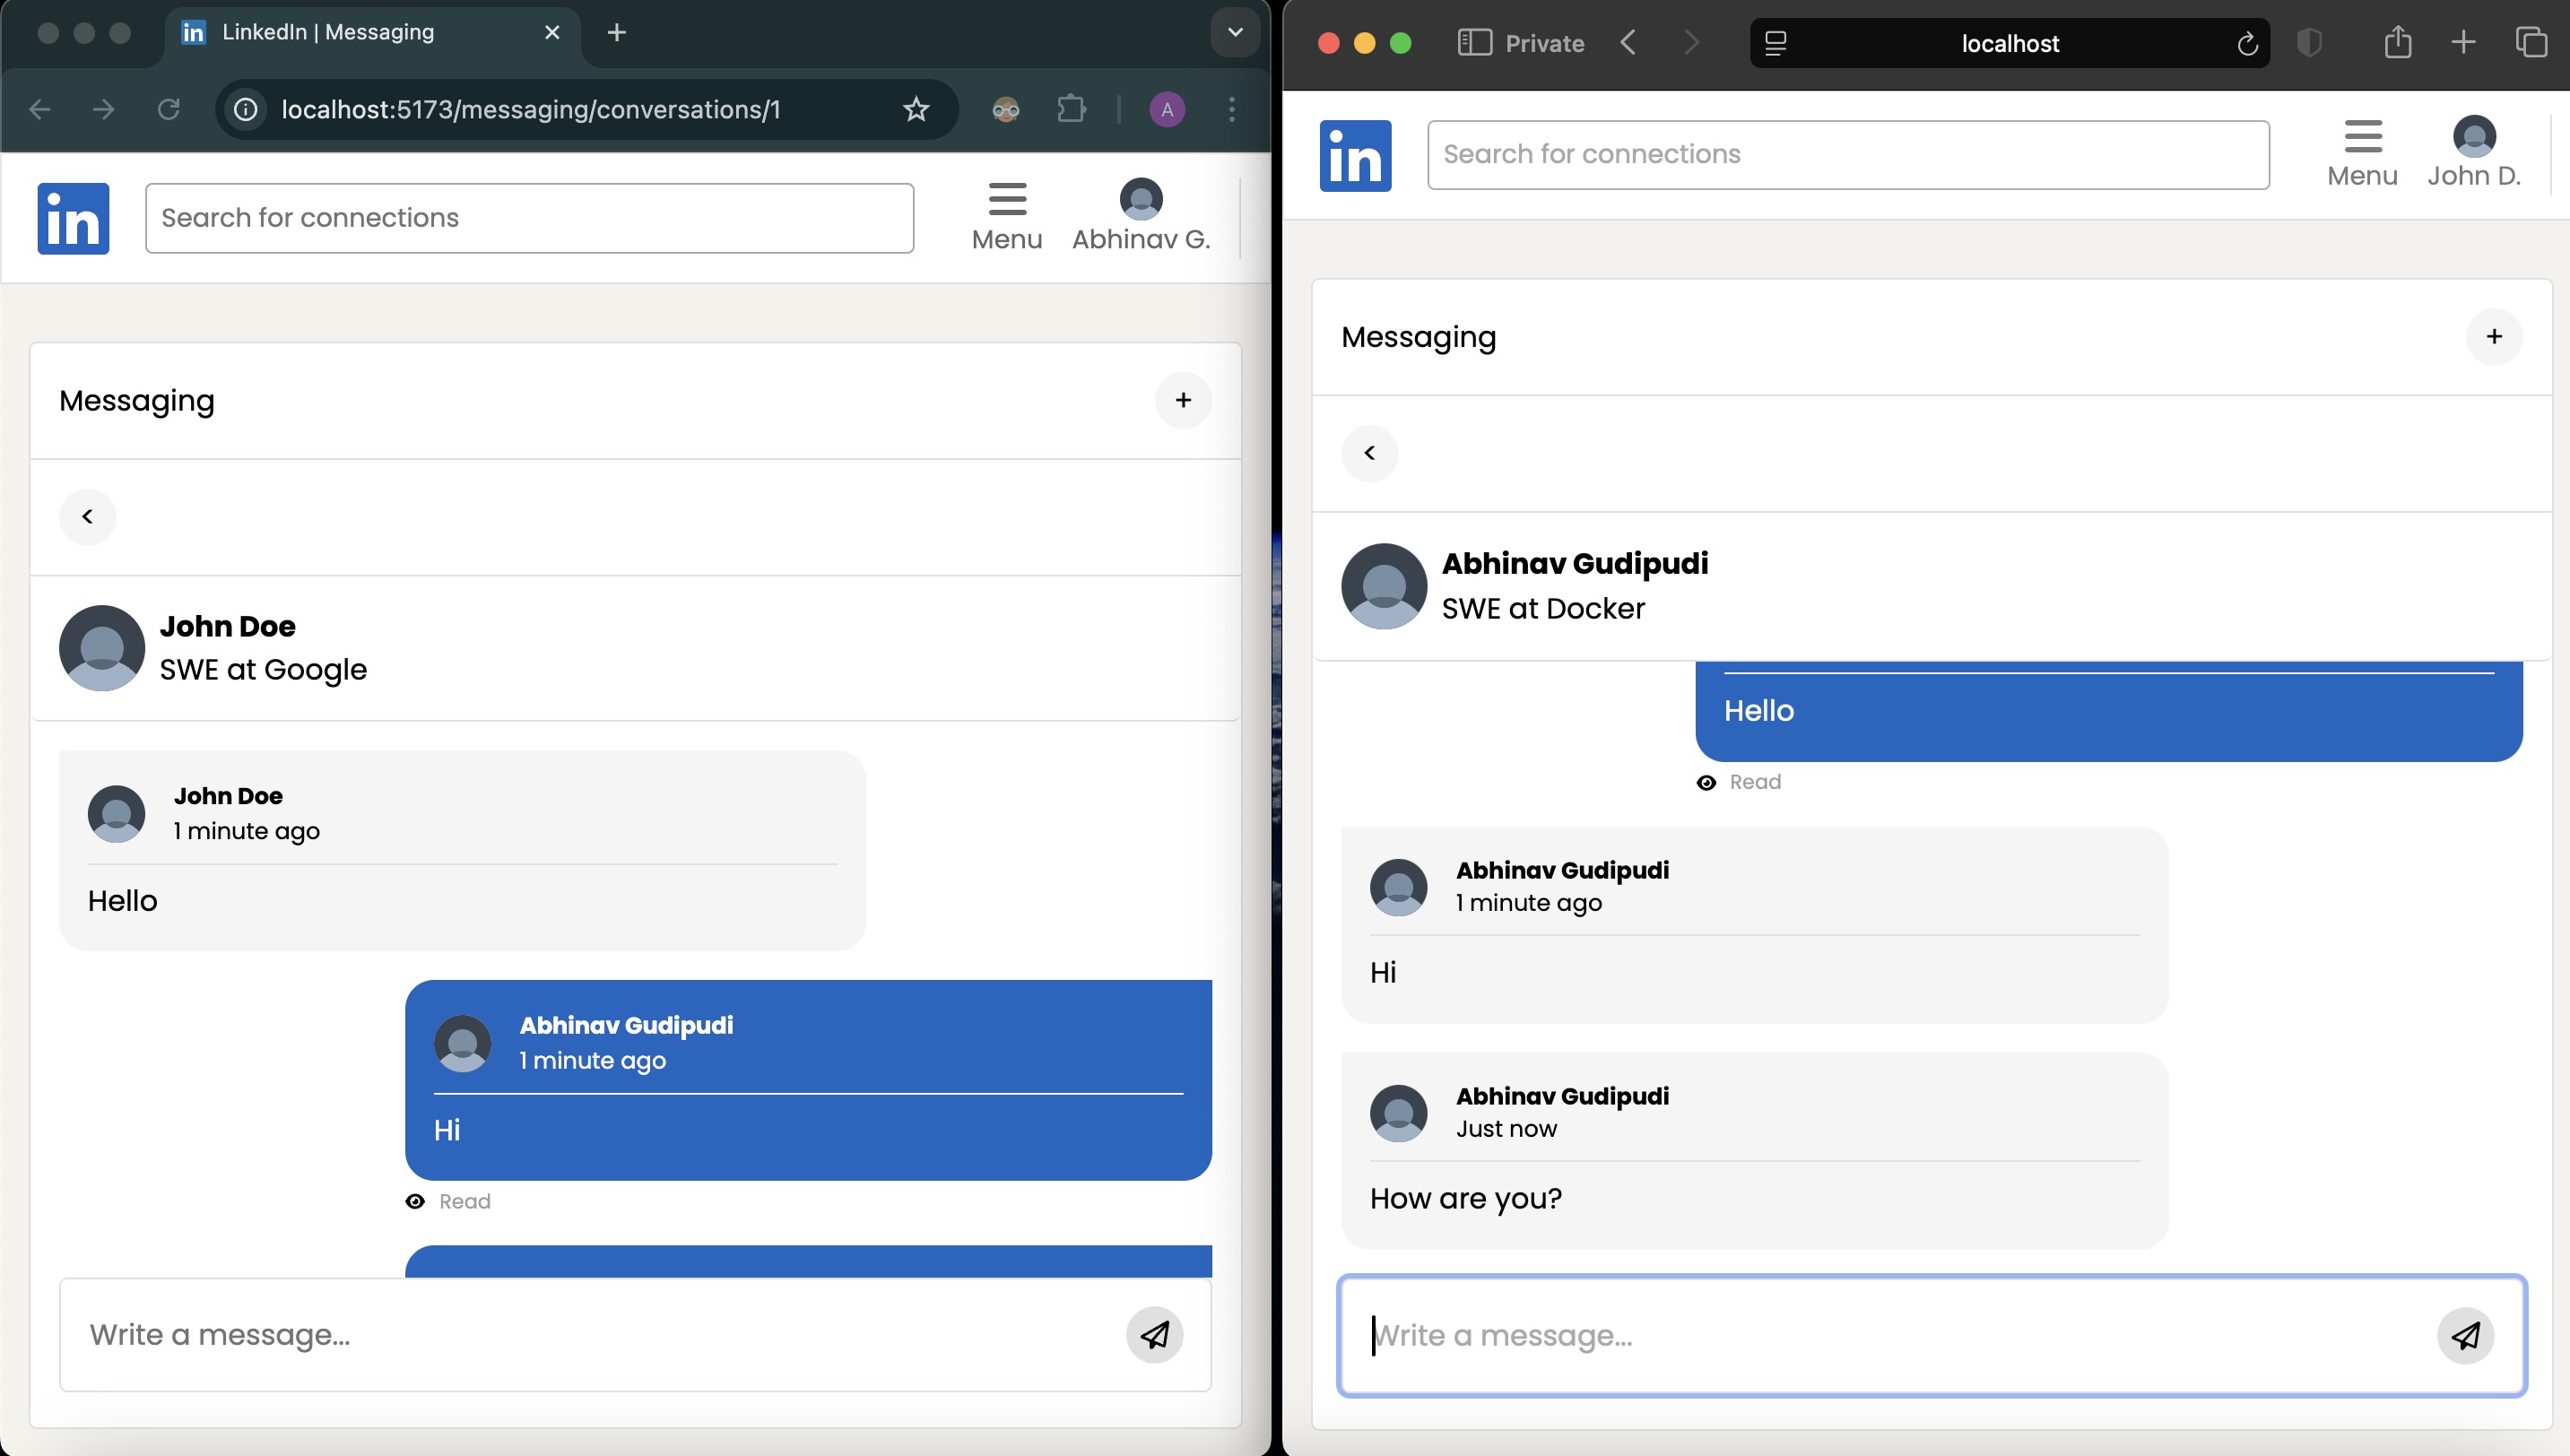 in LinkedIn | Messaging
localhost:5173/messaging/conversations/1
A
in
Search for connections
Menu
Abhinav G.
Messaging
+
<
John Doe
SWE at Google
John Doe
1 minute ago
Hello
Abhinav Gudipudi
1 minute ago
Hi
Read
Write a message...
Private
localhost
in
Search for connections
Menu
John D.
Messaging
+
<
Abhinav Gudipudi
SWE at Docker
Hello
Read
Abhinav Gudipudi
1 minute ago
Hi
Abhinav Gudipudi
Just now
How are you?
Write a message...